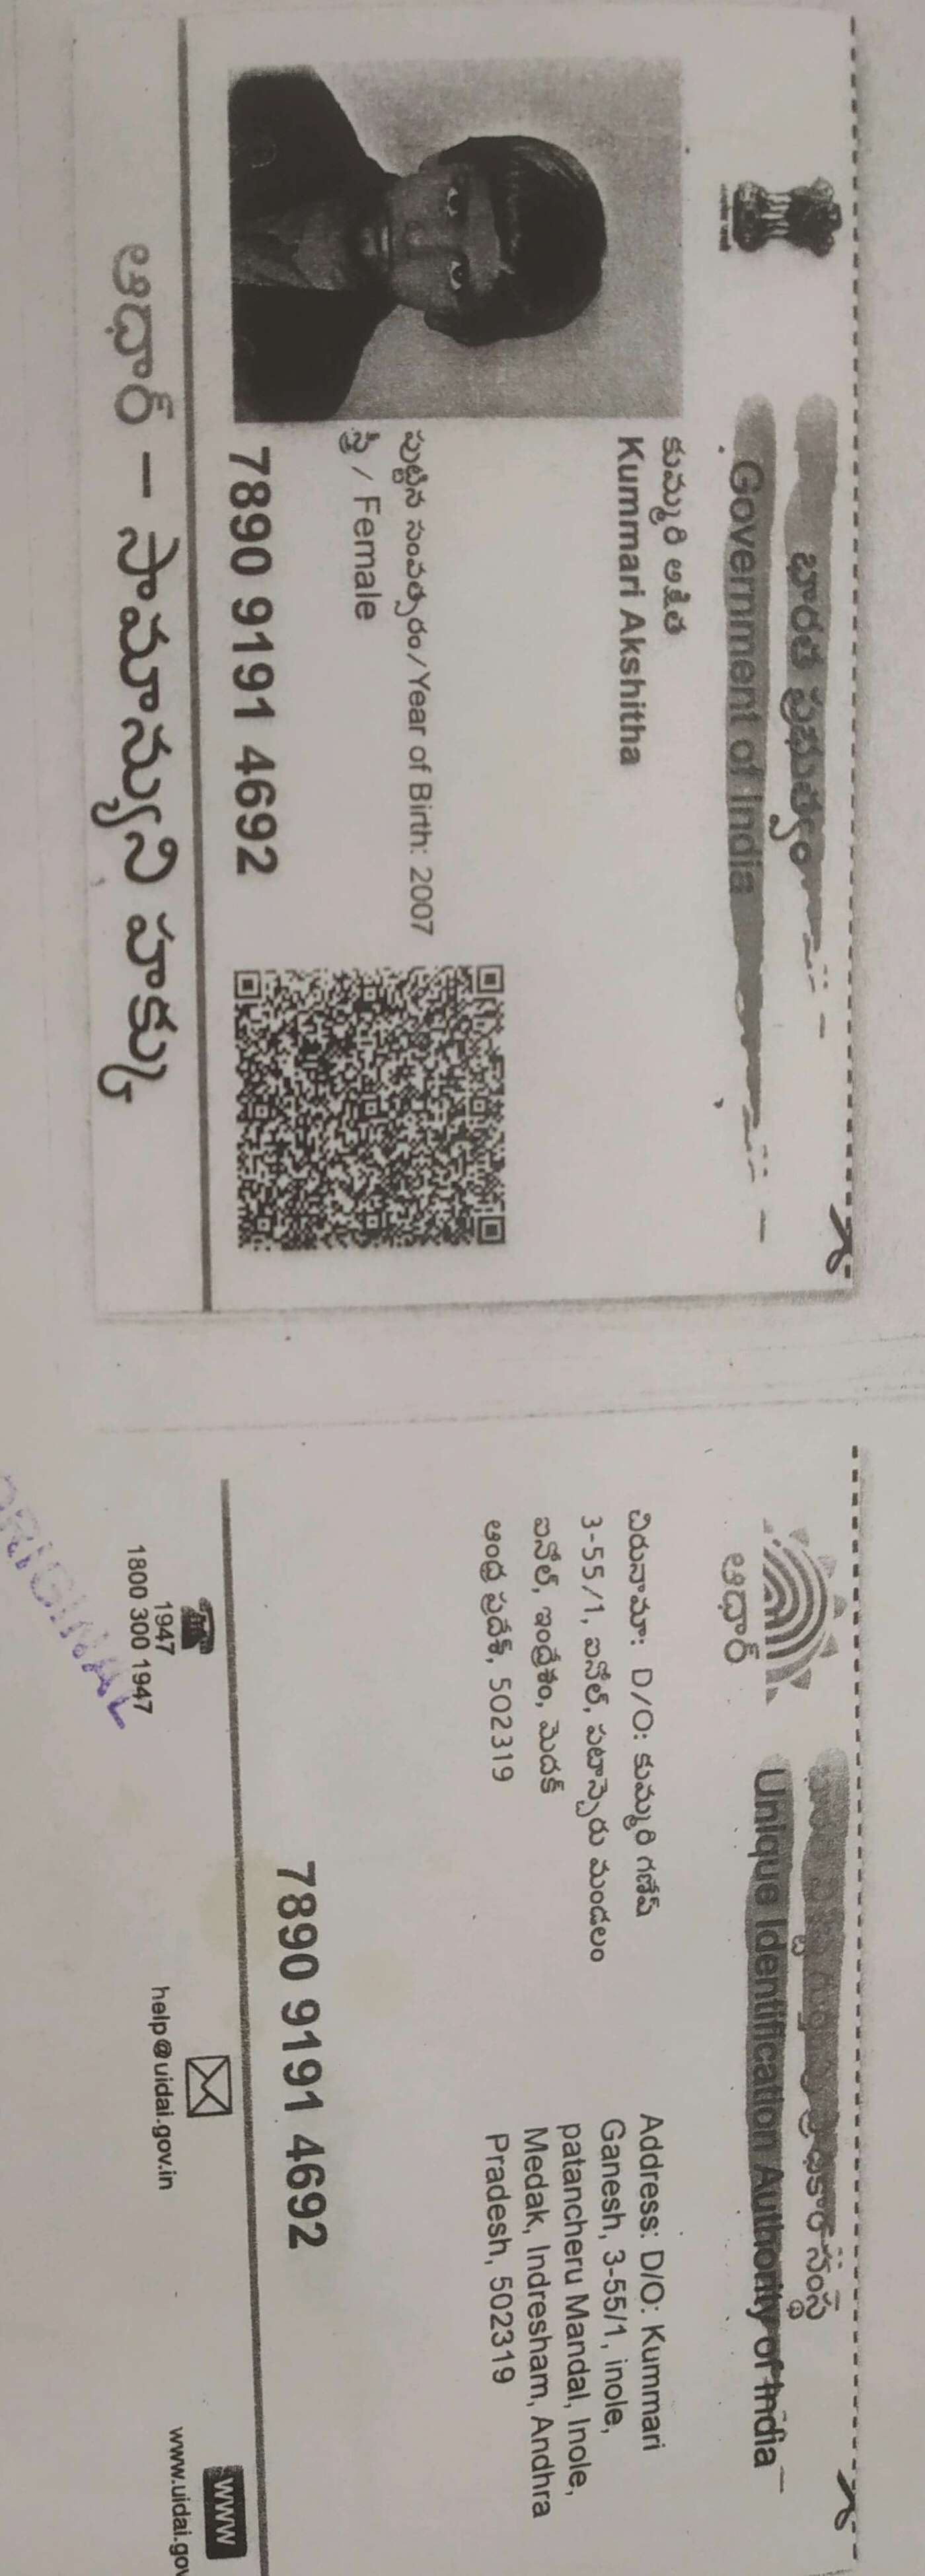 భారత ప్రభుత్వం
Government of India
కుమ్మరి అక్షిత
Kummari Akshitha
పుట్టిన సంవత్సరం/Year of Birth: 2007
స్త్రీ / Female
7890 9191 4692
ఆధార్ – సామాన్యుని హక్కు
ఆధార్
Unique Identification Authority of India
చిరునామా: D/O: కుమ్మరి గణేష్
3-55/1, ఐనోల్, పటాన్చెరు మండలం
ఐనోల్, ఇంద్రేశం, మెదక్
ఆంధ్ర ప్రదేశ్, 502319
Address: D/O: Kummari
Ganesh, 3-55/1, inole,
patancheru Mandal, Inole,
Medak, Indresham, Andhra
Pradesh, 502319
7890 9191 4692
1947
1800 300 1947
help@uidai.gov.in
WWW
www.uidai.gov
ORIGINAL